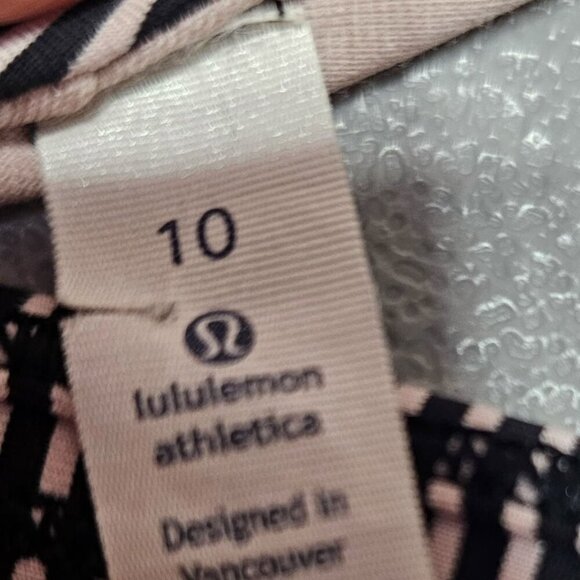 10
lululemon
athletica
Designed in
Vancouver